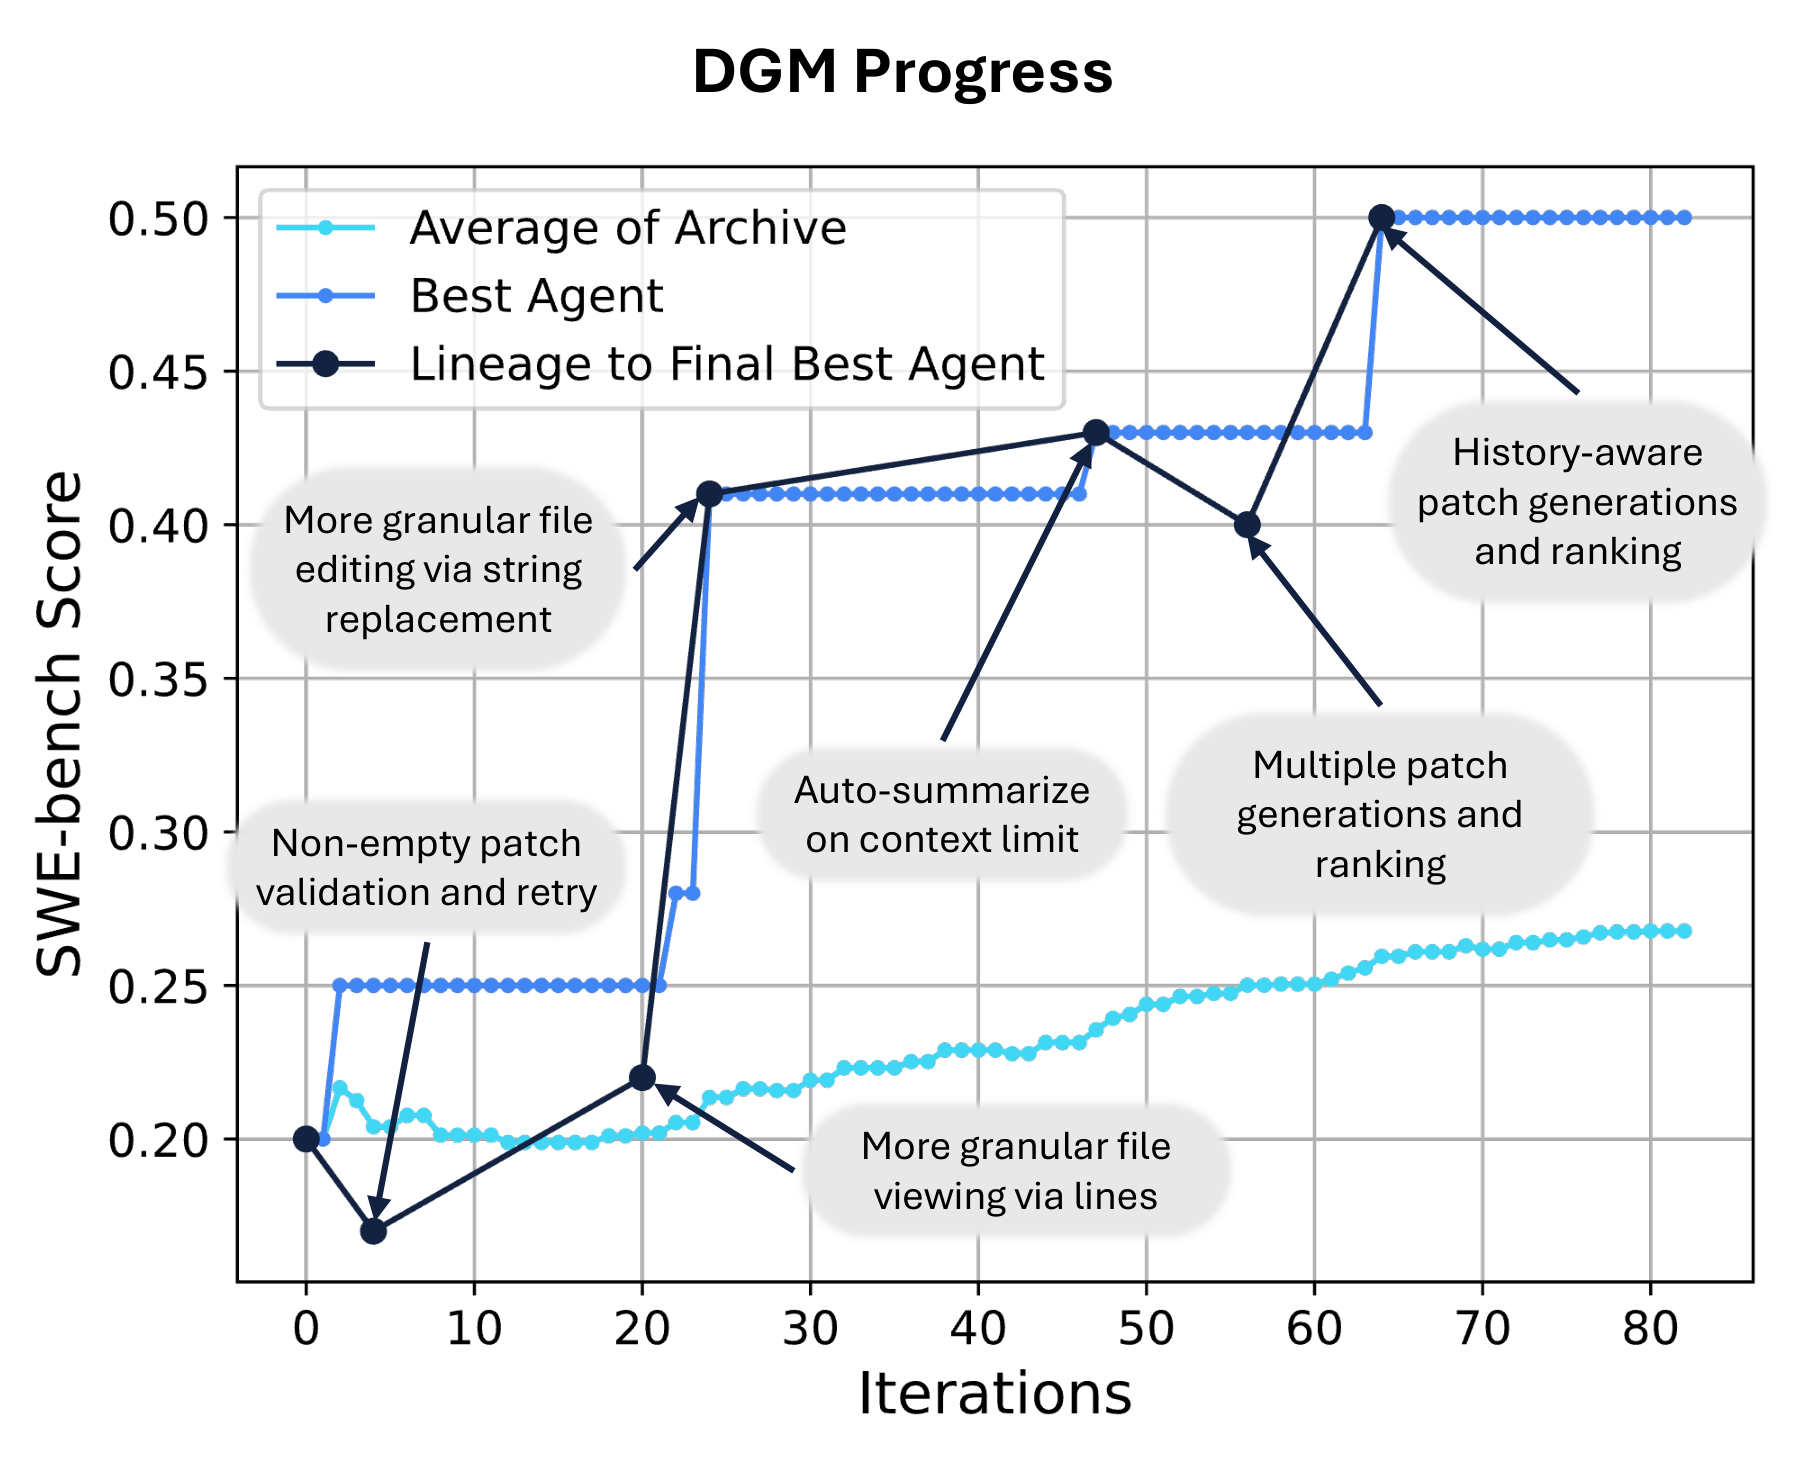 DGM Progress
SWE-bench Score
0.50
0.45
0.40
0.35
0.30
0.25
0.20
Average of Archive
Best Agent
Lineage to Final Best Agent
More granular file
editing via string
replacement
History-aware
patch generations
and ranking
Non-empty patch
validation and retry
Auto-summarize
on context limit
Multiple patch
generations and
ranking
More granular file
viewing via lines
0 10 20 30 40 50 60 70 80
Iterations